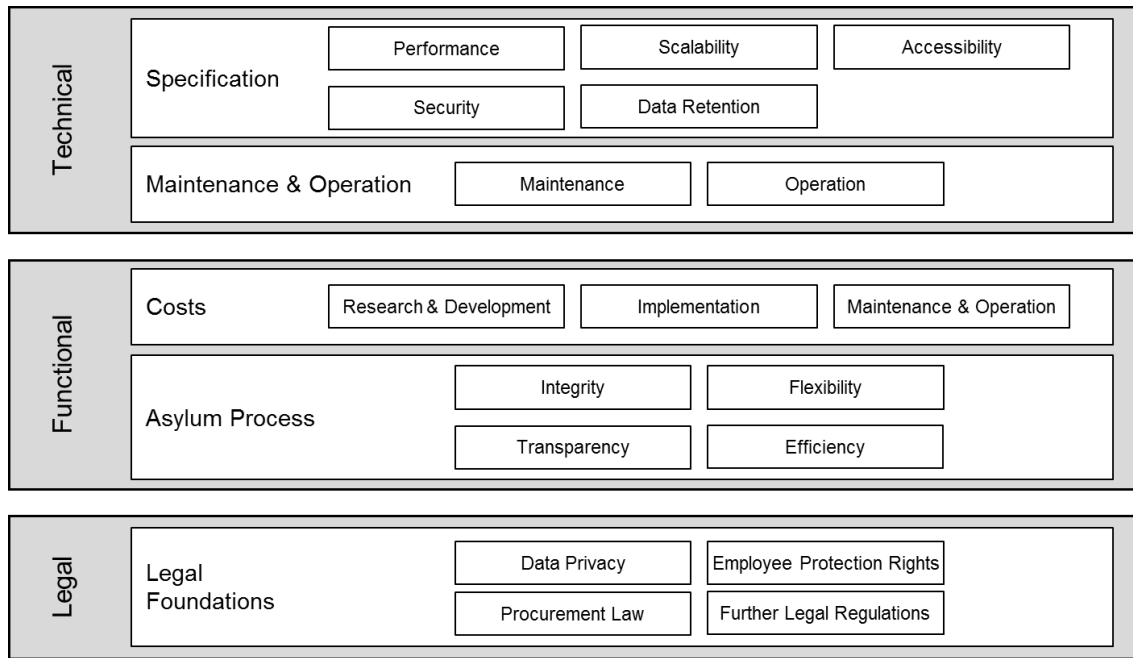 Technical
Specification
Performance
Scalability
Accessibility
Security
Data Retention
Maintenance & Operation
Maintenance
Operation
Functional
Costs
Research & Development
Implementation
Maintenance & Operation
Asylum Process
Integrity
Flexibility
Transparency
Efficiency
Legal
Legal
Foundations
Data Privacy
Employee Protection Rights
Procurement Law
Further Legal Regulations